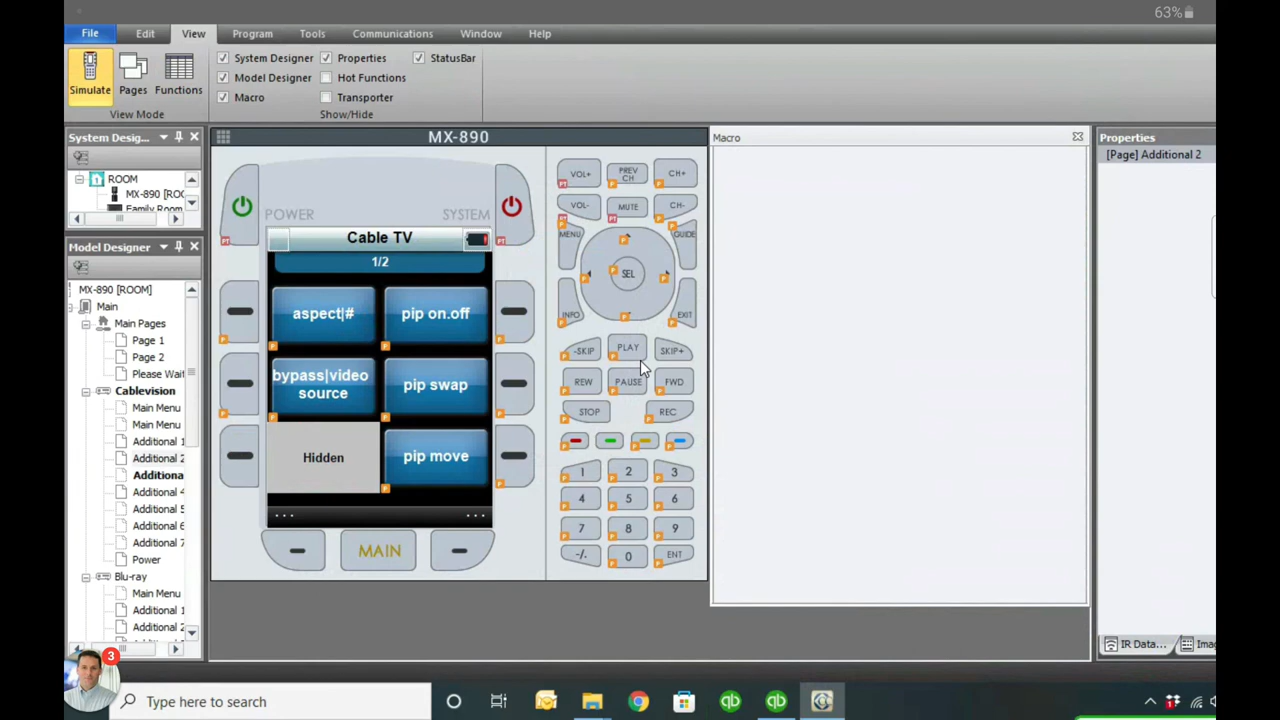 63%
File Edit View Program Tools Communications Window Help
Simulate Pages Functions
View Mode
System Designer Properties StatusBar
Model Designer Hot Functions
Macro Transporter
Show/Hide
System Desig...
ROOM
MX-890 [ROO
Family Room
Model Designer
MX-890 [ROOM]
Main
Main Pages
Page 1
Page 2
Please Wait
Cablevision
Main Menu
Main Menu
Additional 1
Additional 2
Additiona
Additional 4
Additional 5
Additional 6
Additional 7
Power
Blu-ray
Main Menu
Additional 1
Additional 2
3
MX-890
POWER SYSTEM
Cable TV
1/2
aspect|# pip on.off
bypass|video
source
pip swap
Hidden pip move
... ...
MAIN
VOL+ PREV
CH CH+
VOL- MUTE CH-
MENU GUIDE
SEL
INFO EXIT
-SKIP PLAY SKIP+
REW PAUSE FWD
STOP REC
1 2 3
4 5 6
7 8 9
-/. 0 ENT
Macro
Properties
[Page] Additional 2
IR Data... Imag
Type here to search